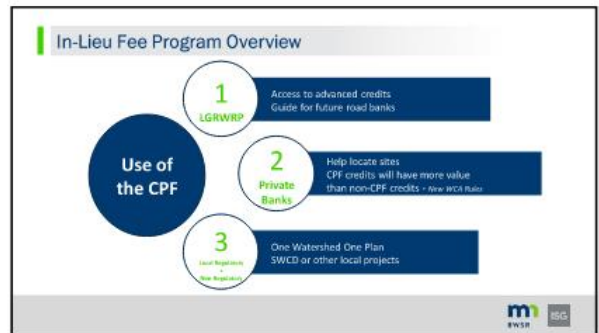 In-Lieu Fee Program Overview
Use of
the CPF
1
LGRWRP
Access to advanced credits
Guide for future road banks
2
Private
Banks
Help locate sites
CPF credits will have more value
than non-CPF credits - New WCA Rules
3
Local Regulatory
+
Non Regulatory
One Watershed One Plan
SWCD or other local projects
mn
BWSR
ISG